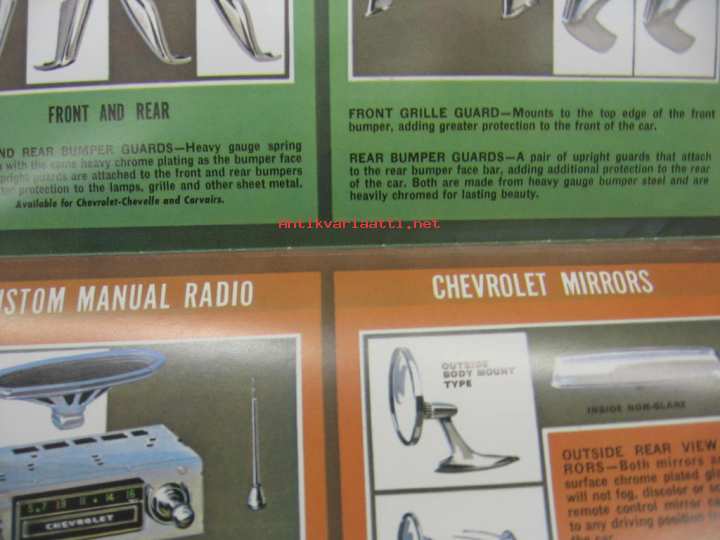 FRONT AND REAR
ND REAR BUMPER GUARDS—Heavy gauge spring
with the same heavy chrome plating as the bumper face
pright guards are attached to the front and rear bumpers
tor protection to the lamps, grille and other sheet metal.
Available for Chevrolet-Chevelle and Corvairs.
FRONT GRILLE GUARD—Mounts to the top edge of the front
bumper, adding greater protection to the front of the car.
REAR BUMPER GUARDS—A pair of upright guards that attach
to the rear bumper face bar, adding additional protection to the rear
of the car. Both are made from heavy gauge bumper steel and are
heavily chromed for lasting beauty.
Antikvariaatti.net
USTOM MANUAL RADIO
CHEVROLET
CHEVROLET MIRRORS
OUTSIDE
BODY MOUNT
TYPE
INSIDE NON-GLARE
OUTSIDE REAR VIEW
RORS—Both mirrors
surface chrome plated
will not fog, discolor or
remote control mirror
to any driving position
the car.